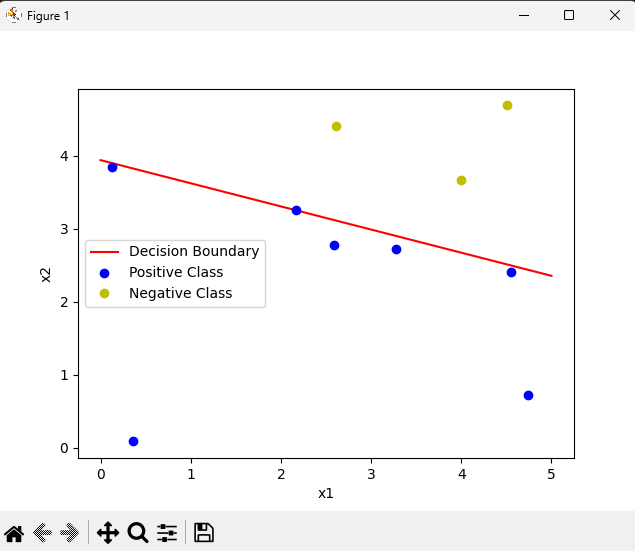 Figure 1
4
3
2
1
0
x2
Decision Boundary
Positive Class
Negative Class
0 1 2 3 4 5
x1